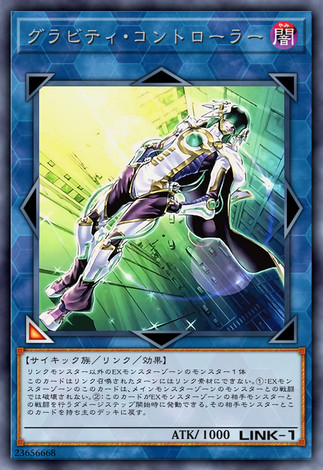 グラビティ・コントローラー
闇
やみ
【サイキック族／リンク／効果】
リンクモンスター以外のEXモンスターゾーンのモンスター１体
このカードはリンク召喚されたターンにはリンク素材にできない。①：EXモン
スターゾーンのこのカードは、メインモンスターゾーンのモンスターとの戦闘
では破壊されない。②：このカードがEXモンスターゾーンの相手モンスターと
の戦闘を行うダメージステップ開始時に発動できる。その相手モンスターとこ
のカードを持ち主のデッキに戻す。
ATK/1000 LINK-1
23656668